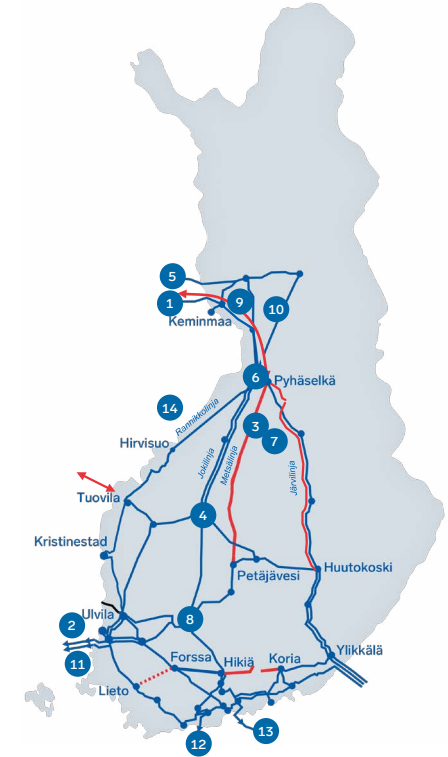 5
1
9
10
Keminmaa
6
Pyhäselkä
14
Rannikkolinja
3
7
Hirvisuo
Jokilinja
Metsälinja
Järvilinja
Tuovila
4
Kristinestad
Petäjävesi
Huutokoski
Ulvila
2
8
11
Forssa
Hikiä
Koria
Ylikkälä
Lieto
12
13